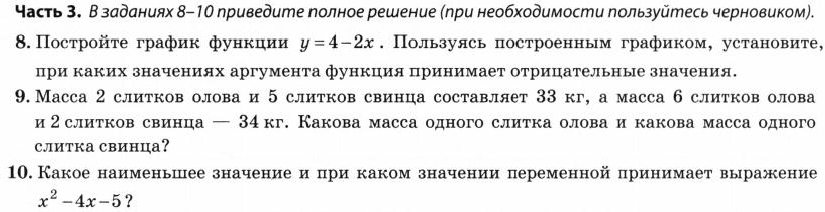 Часть 3. В заданиях 8–10 приведите полное решение (при необходимости пользуйтесь черновиком).
8. Постройте график функции y = 4 – 2x . Пользуясь построенным графиком, установите,
при каких значениях аргумента функция принимает отрицательные значения.
9. Масса 2 слитков олова и 5 слитков свинца составляет 33 кг, а масса 6 слитков олова
и 2 слитков свинца — 34 кг. Какова масса одного слитка олова и какова масса одного
слитка свинца?
10. Какое наименьшее значение и при каком значении переменной принимает выражение
x² – 4x – 5 ?